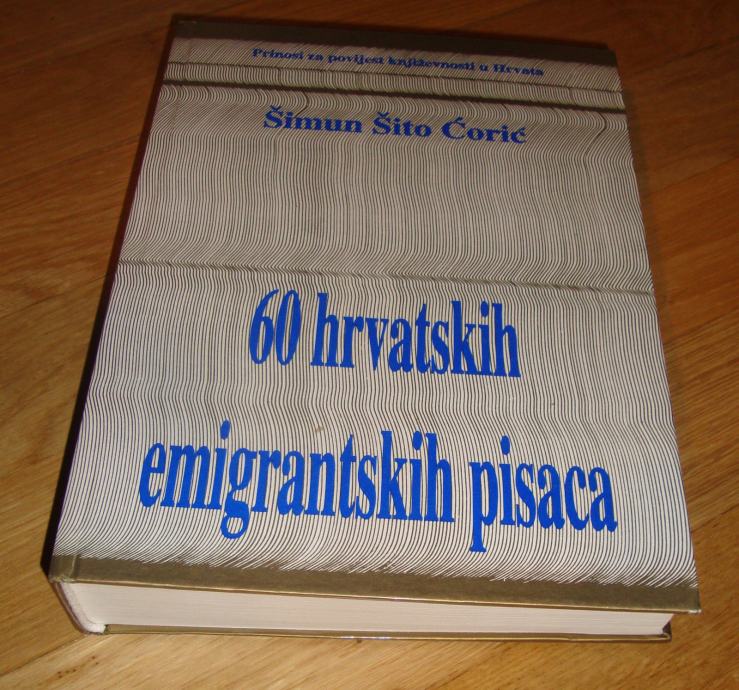 Prinosi za povijest književnosti u Hrvata
Šimun Šito Ćorić
60 hrvatskih
emigrantskih pisaca